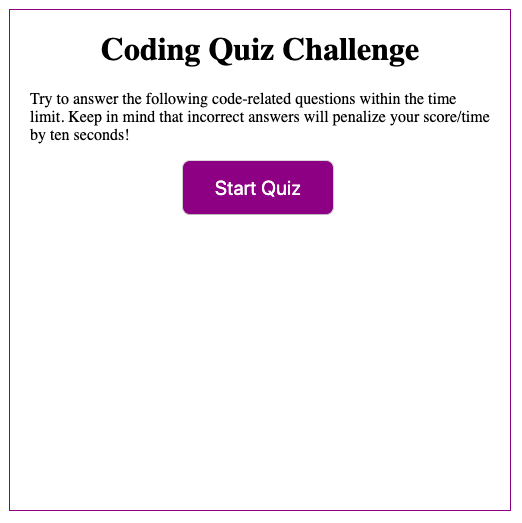 Coding Quiz Challenge
Try to answer the following code-related questions within the time
limit. Keep in mind that incorrect answers will penalize your score/time
by ten seconds!
Start Quiz